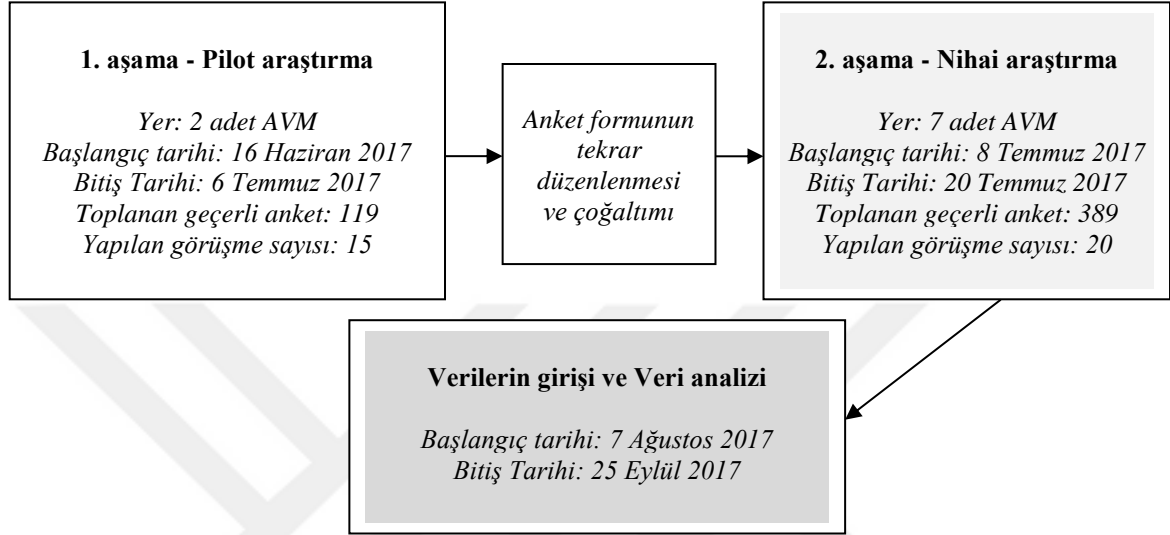 1. aşama - Pilot araştırma
Yer: 2 adet AVM
Başlangıç tarihi: 16 Haziran 2017
Bitiş Tarihi: 6 Temmuz 2017
Toplanan geçerli anket: 119
Yapılan görüşme sayısı: 15
Anket formunun
tekrar
düzenlenmesi
ve çoğaltımı
2. aşama - Nihai araştırma
Yer: 7 adet AVM
Başlangıç tarihi: 8 Temmuz 2017
Bitiş Tarihi: 20 Temmuz 2017
Toplanan geçerli anket: 389
Yapılan görüşme sayısı: 20
Verilerin girişi ve Veri analizi
Başlangıç tarihi: 7 Ağustos 2017
Bitiş Tarihi: 25 Eylül 2017